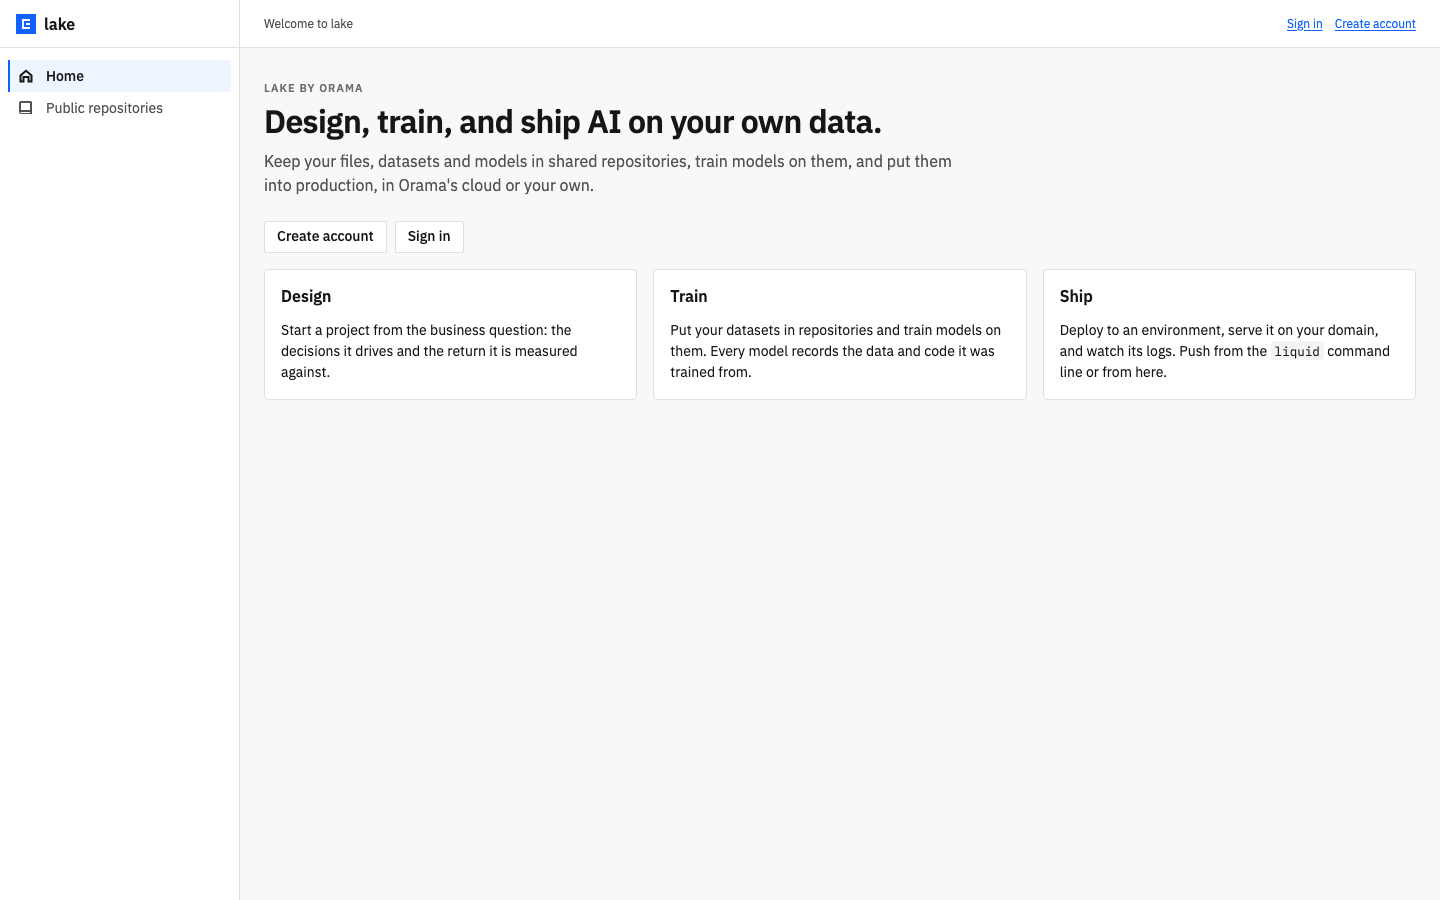 lake
Welcome to lake
Sign in
Create account
Home
Public repositories
LAKE BY ORAMA
Design, train, and ship AI on your own data.
Keep your files, datasets and models in shared repositories, train models on them, and put them
into production, in Orama's cloud or your own.
Create account
Sign in
Design
Start a project from the business question: the
decisions it drives and the return it is measured
against.
Train
Put your datasets in repositories and train models on
them. Every model records the data and code it was
trained from.
Ship
Deploy to an environment, serve it on your domain,
and watch its logs. Push from the liquid command
line or from here.